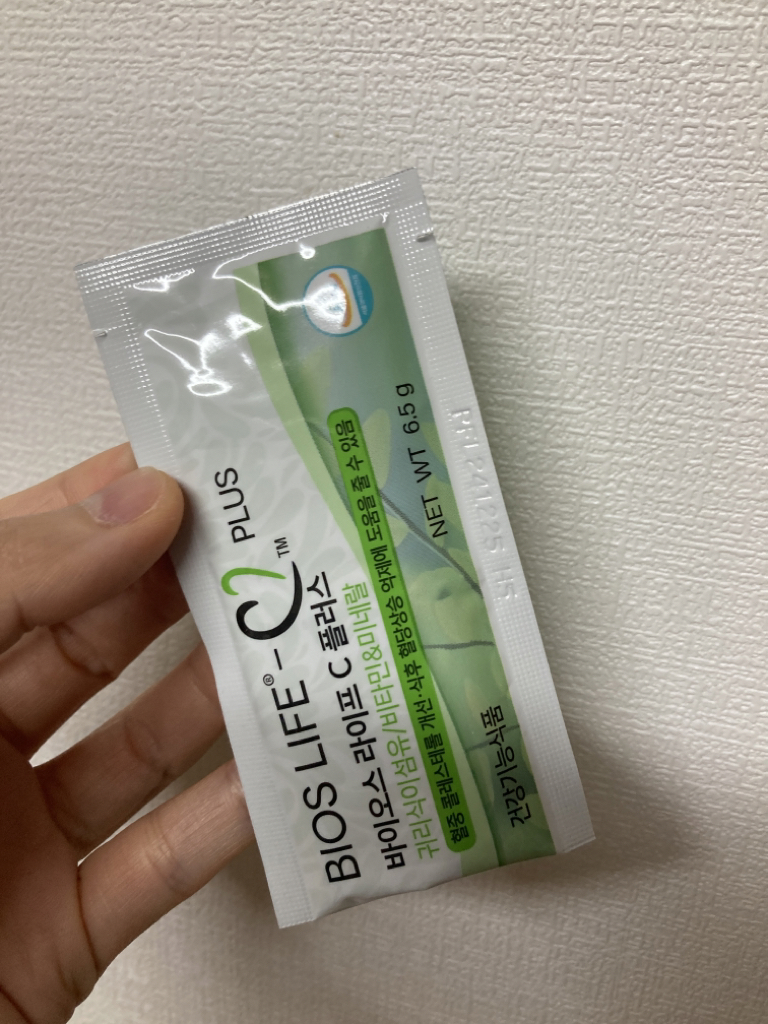 BIOS LIFE® - C™ PLUS
바이오스 라이프 C 플러스
귀리식이섬유/비타민&미네랄
혈중 콜레스테롤 개선·식후 혈당상승 억제에 도움을 줄 수 있음
건강기능식품
NET WT 6.5 g
241225 HS